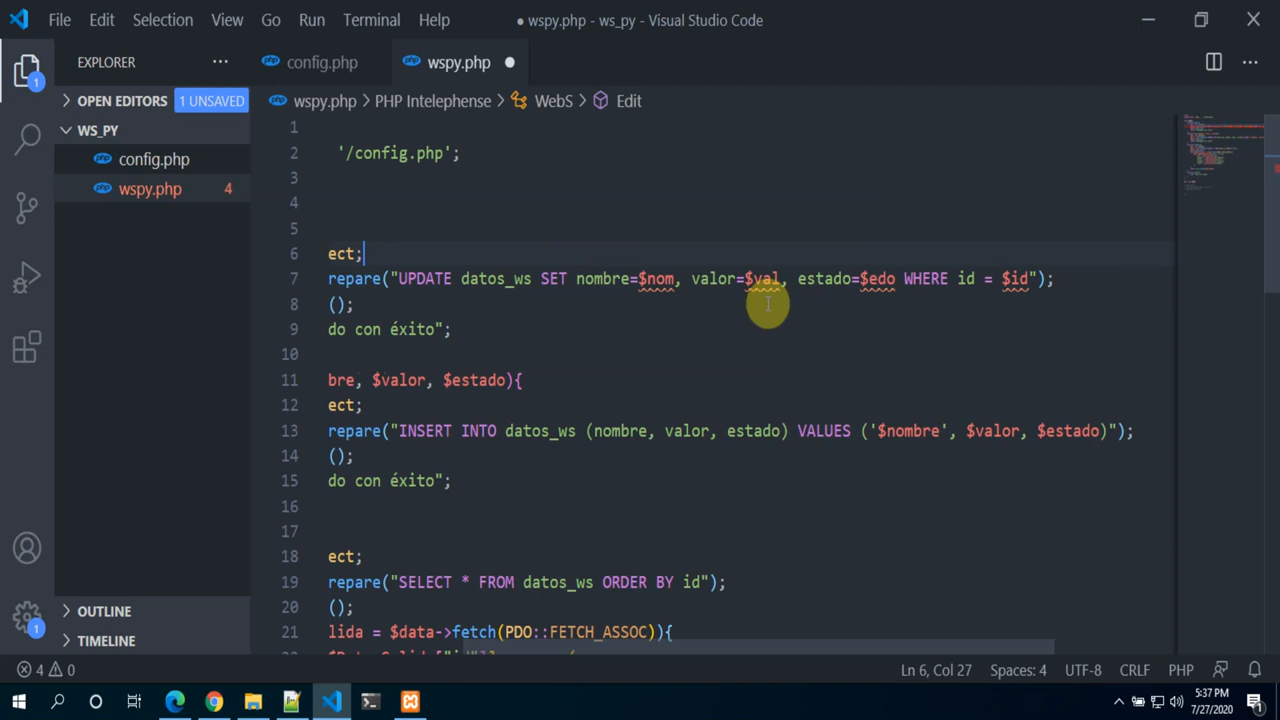 File Edit Selection View Go Run Terminal Help
● wspy.php - ws_py - Visual Studio Code
EXPLORER ···
config.php
wspy.php ●
OPEN EDITORS 1 UNSAVED
WS_PY
config.php
wspy.php 4
OUTLINE
TIMELINE
wspy.php > PHP Intelephense > WebS > Edit
1
2 '/config.php';
3
4
5
6 ect;
7 repare("UPDATE datos_ws SET nombre=$nom, valor=$val, estado=$edo WHERE id = $id");
8 ();
9 do con éxito";
10
11 bre, $valor, $estado){
12 ect;
13 repare("INSERT INTO datos_ws (nombre, valor, estado) VALUES ('$nombre', $valor, $estado)");
14 ();
15 do con éxito";
16
17
18 ect;
19 repare("SELECT * FROM datos_ws ORDER BY id");
20 ();
21 lida = $data->fetch(PDO::FETCH_ASSOC)){
1
1
4 0
Ln 6, Col 27 Spaces: 4 UTF-8 CRLF PHP
5:37 PM
7/27/2020
1